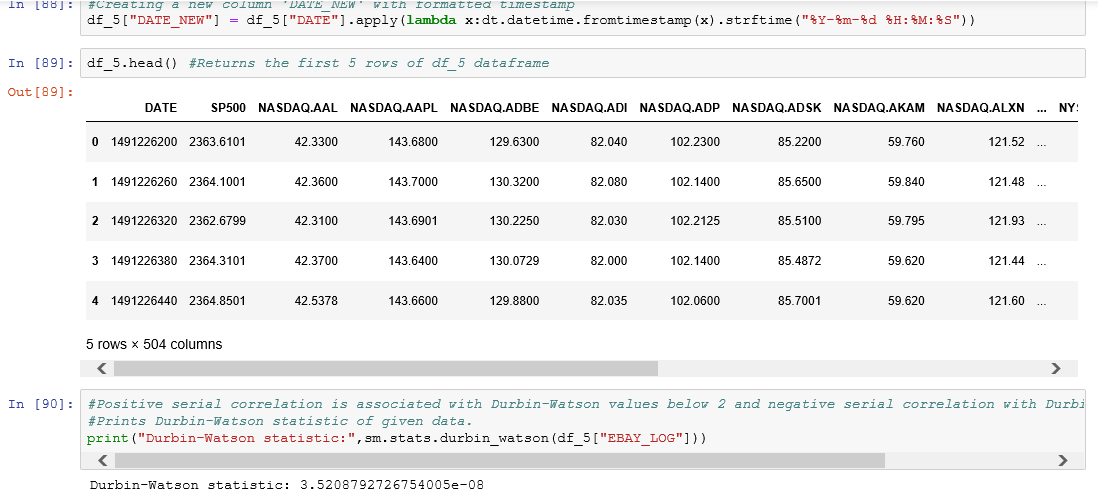 In [88]: #Creating a new column 'DATE_NEW' with formatted timestamp
df_5["DATE_NEW"] = df_5["DATE"].apply(lambda x:dt.datetime.fromtimestamp(x).strftime("%Y-%m-%d %H:%M:%S"))
In [89]: df_5.head() #Returns the first 5 rows of df_5 dataframe
Out[89]:
DATE SP500 NASDAQ.AAL NASDAQ.AAPL NASDAQ.ADBE NASDAQ.ADI NASDAQ.ADP NASDAQ.ADSK NASDAQ.AKAM NASDAQ.ALXN ... NYS
0 1491226200 2363.6101 42.3300 143.6800 129.6300 82.040 102.2300 85.2200 59.760 121.52 ...
1 1491226260 2364.1001 42.3600 143.7000 130.3200 82.080 102.1400 85.6500 59.840 121.48 ...
2 1491226320 2362.6799 42.3100 143.6901 130.2250 82.030 102.2125 85.5100 59.795 121.93 ...
3 1491226380 2364.3101 42.3700 143.6400 130.0729 82.000 102.1400 85.4872 59.620 121.44 ...
4 1491226440 2364.8501 42.5378 143.6600 129.8800 82.035 102.0600 85.7001 59.620 121.60 ...
5 rows × 504 columns
In [90]: #Positive serial correlation is associated with Durbin-Watson values below 2 and negative serial correlation with Durbi
#Prints Durbin-Watson statistic of given data.
print("Durbin-Watson statistic:",sm.stats.durbin_watson(df_5["EBAY_LOG"]))
Durbin-Watson statistic: 3.5208792726754005e-08